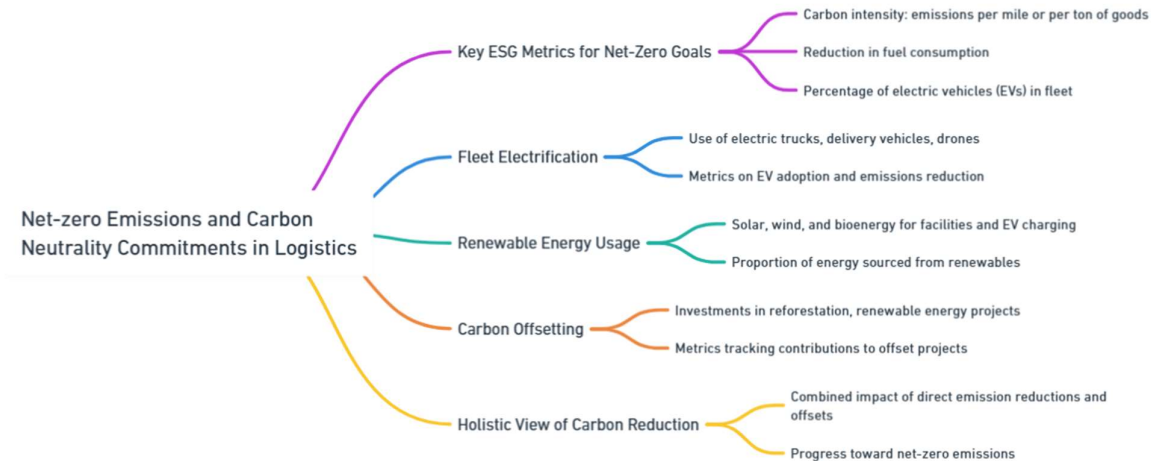 Net-zero Emissions and Carbon
Neutrality Commitments in Logistics
Key ESG Metrics for Net-Zero Goals
Carbon intensity: emissions per mile or per ton of goods
Reduction in fuel consumption
Percentage of electric vehicles (EVs) in fleet
Fleet Electrification
Use of electric trucks, delivery vehicles, drones
Metrics on EV adoption and emissions reduction
Renewable Energy Usage
Solar, wind, and bioenergy for facilities and EV charging
Proportion of energy sourced from renewables
Carbon Offsetting
Investments in reforestation, renewable energy projects
Metrics tracking contributions to offset projects
Holistic View of Carbon Reduction
Combined impact of direct emission reductions and
offsets
Progress toward net-zero emissions